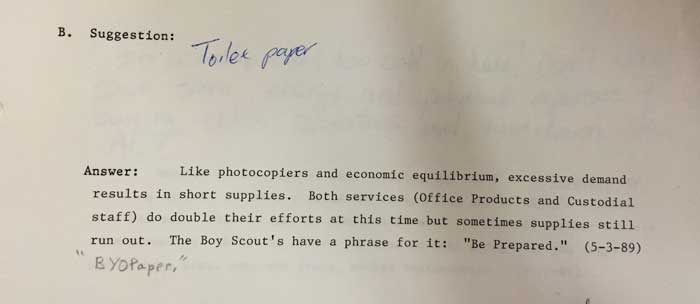 B. Suggestion:
Toilet paper
Answer: Like photocopiers and economic equilibrium, excessive demand
results in short supplies. Both services (Office Products and Custodial
staff) do double their efforts at this time but sometimes supplies still
run out. The Boy Scout's have a phrase for it: "Be Prepared." (5-3-89)
"BYOPaper."